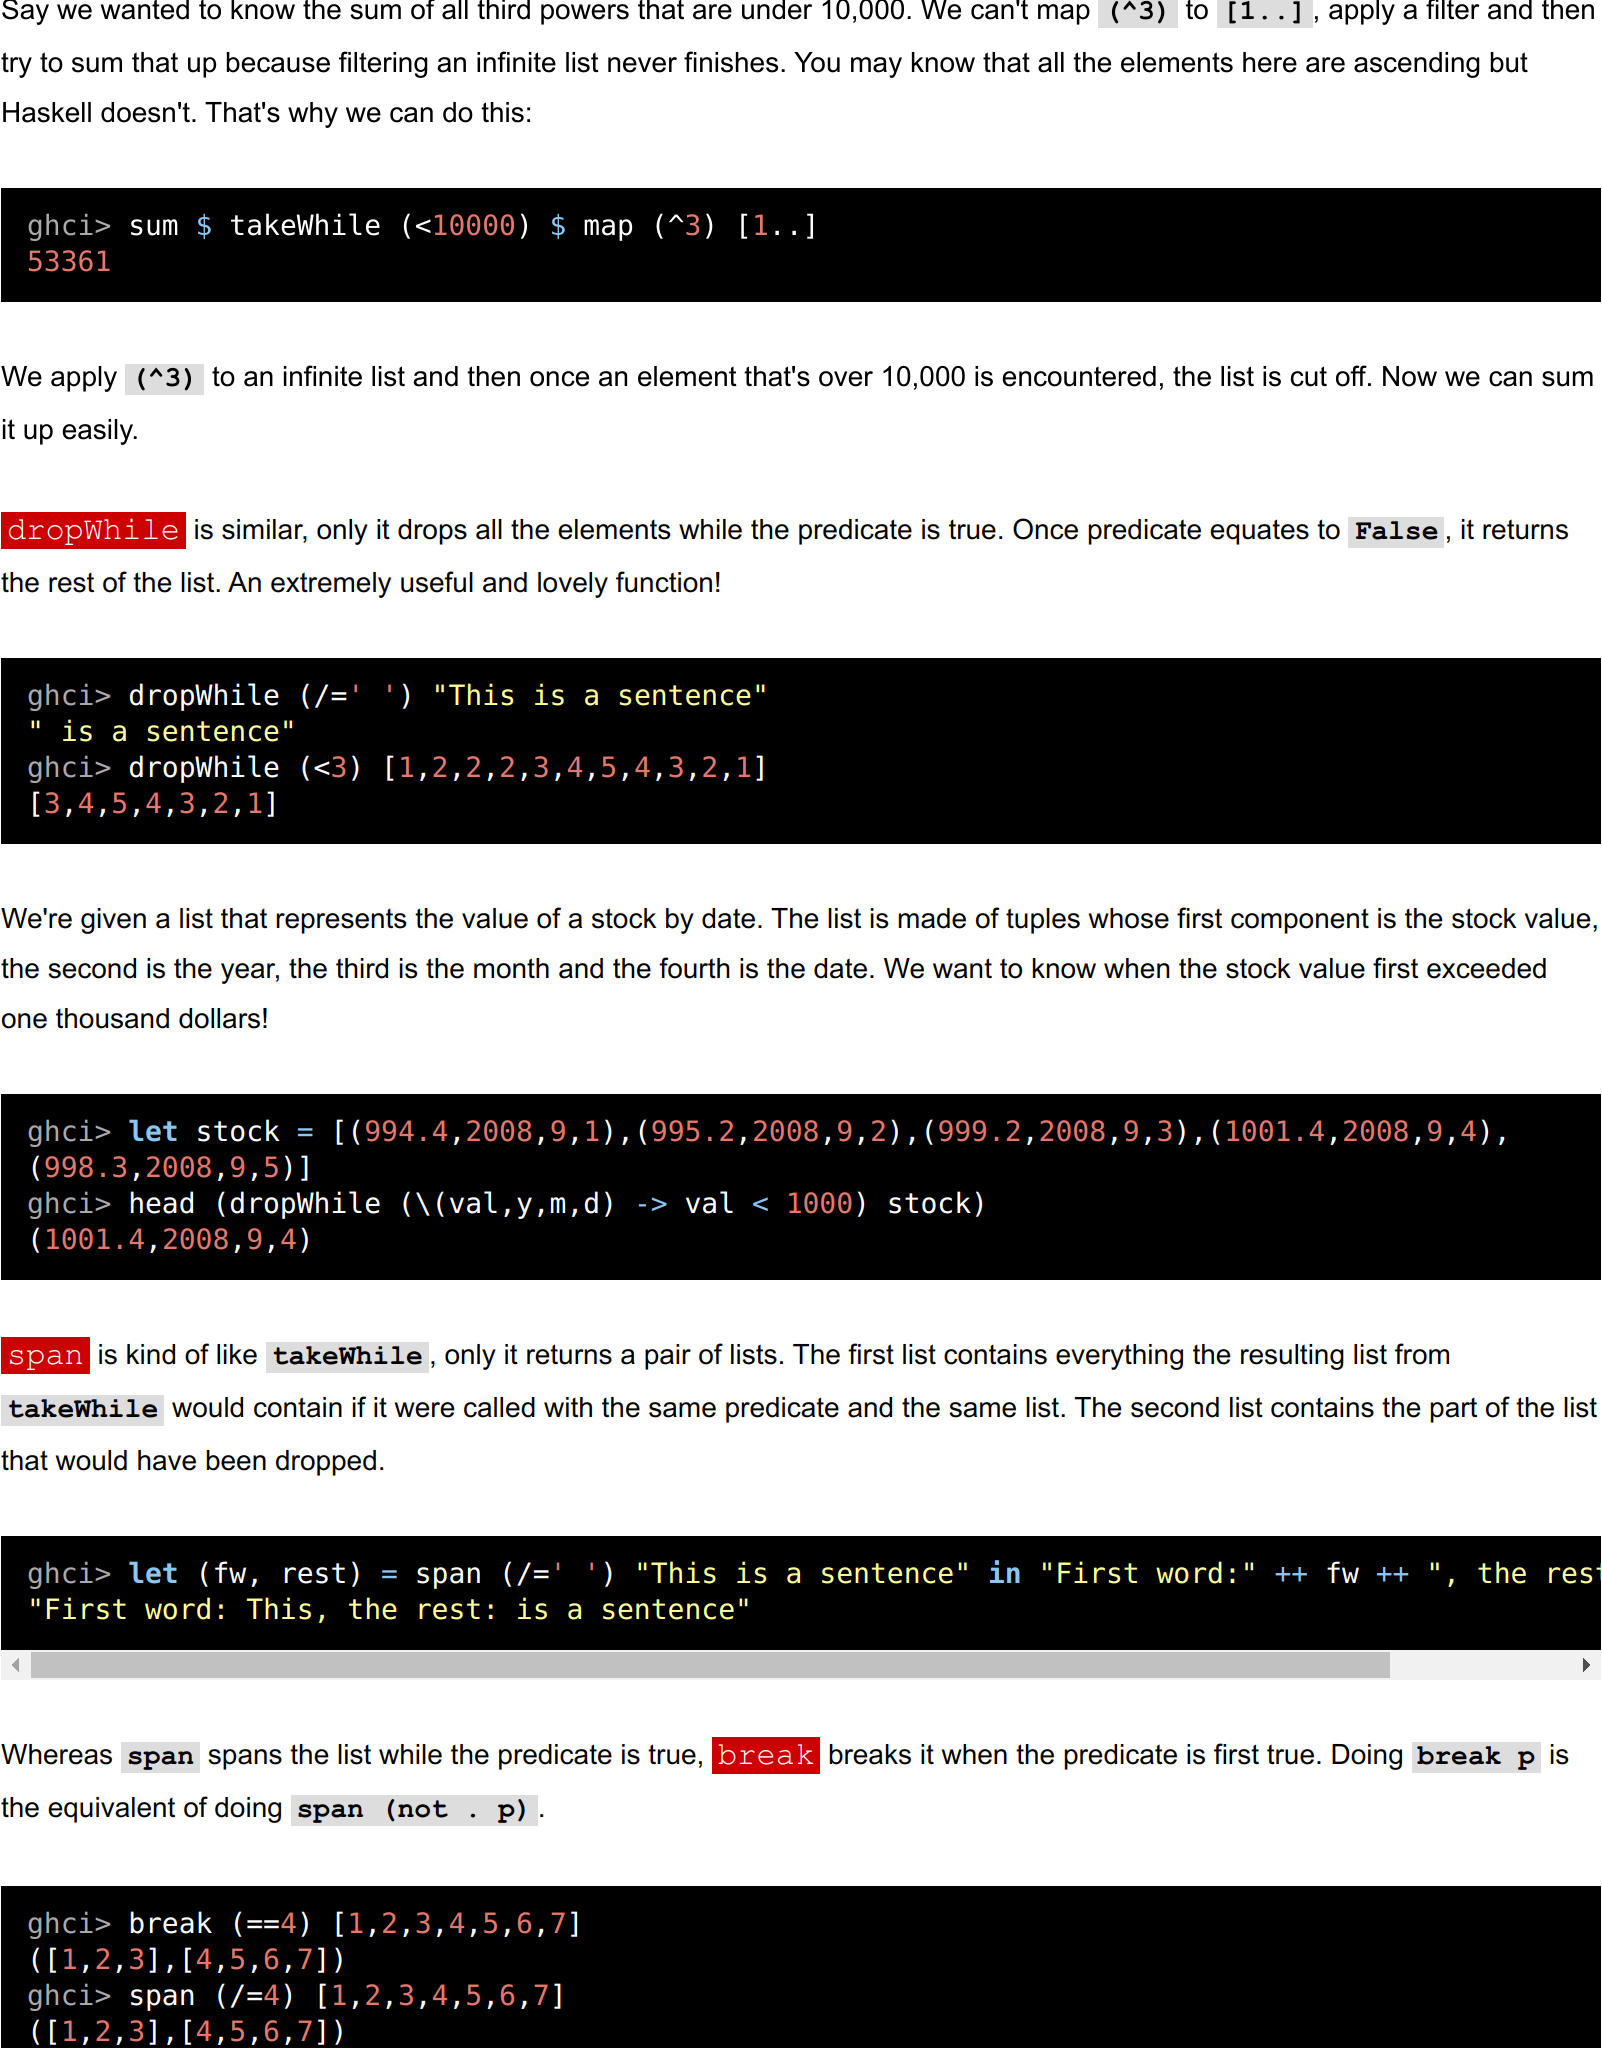 Say we wanted to know the sum of all third powers that are under 10,000. We can't map (^3) to [1..], apply a filter and then
try to sum that up because filtering an infinite list never finishes. You may know that all the elements here are ascending but
Haskell doesn't. That's why we can do this:
ghci> sum $ takeWhile (<10000) $ map (^3) [1..]
53361
We apply (^3) to an infinite list and then once an element that's over 10,000 is encountered, the list is cut off. Now we can sum
it up easily.
dropWhile is similar, only it drops all the elements while the predicate is true. Once predicate equates to False, it returns
the rest of the list. An extremely useful and lovely function!
ghci> dropWhile (/=' ') "This is a sentence"
" is a sentence"
ghci> dropWhile (<3) [1,2,2,2,3,4,5,4,3,2,1]
[3,4,5,4,3,2,1]
We're given a list that represents the value of a stock by date. The list is made of tuples whose first component is the stock value,
the second is the year, the third is the month and the fourth is the date. We want to know when the stock value first exceeded
one thousand dollars!
ghci> let stock = [(994.4,2008,9,1),(995.2,2008,9,2),(999.2,2008,9,3),(1001.4,2008,9,4),
(998.3,2008,9,5)]
ghci> head (dropWhile (\(val,y,m,d) -> val < 1000) stock)
(1001.4,2008,9,4)
span is kind of like takeWhile, only it returns a pair of lists. The first list contains everything the resulting list from
takeWhile would contain if it were called with the same predicate and the same list. The second list contains the part of the list
that would have been dropped.
ghci> let (fw, rest) = span (/=' ') "This is a sentence" in "First word:" ++ fw ++ ", the rest
"First word: This, the rest: is a sentence"
Whereas span spans the list while the predicate is true, break breaks it when the predicate is first true. Doing break p is
the equivalent of doing span (not . p).
ghci> break (==4) [1,2,3,4,5,6,7]
([1,2,3],[4,5,6,7])
ghci> span (/=4) [1,2,3,4,5,6,7]
([1,2,3],[4,5,6,7])